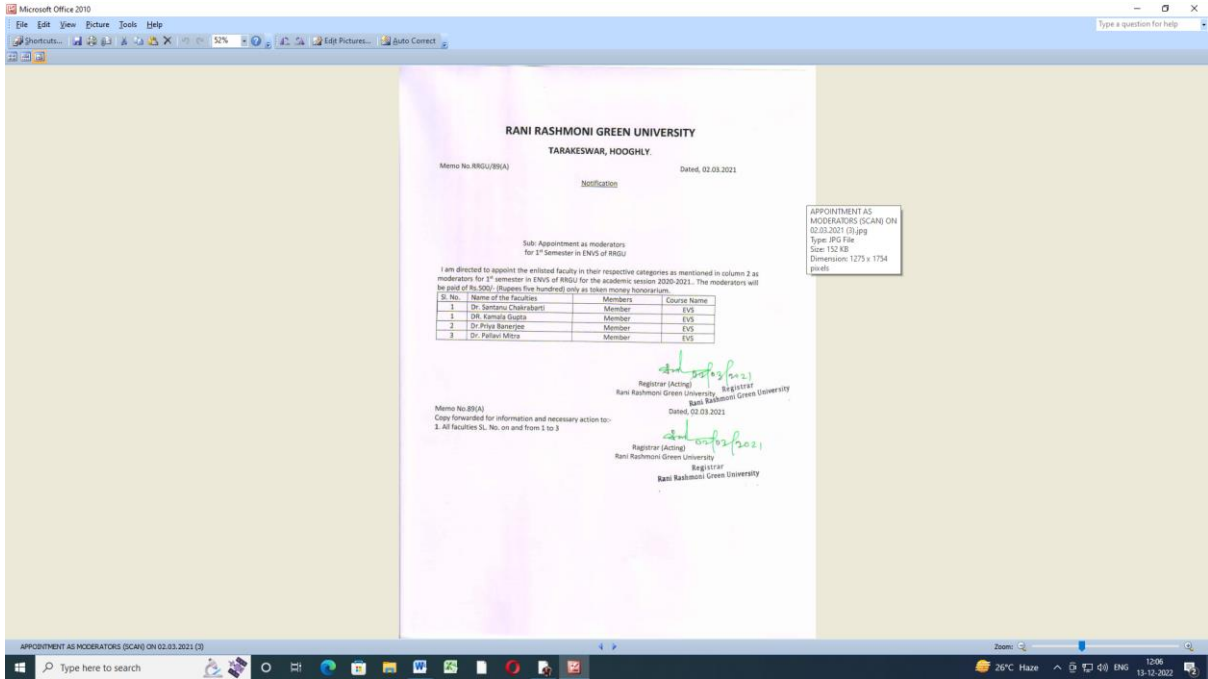 Microsoft Office 2010
File Edit View Picture Tools Help
Type a question for help
Shortcuts... 52% Edit Pictures... Auto Correct
RANI RASHMONI GREEN UNIVERSITY
TARAKESWAR, HOOGHLY.
Memo No.RRGU/89(A) Dated, 02.03.2021
Notification
Sub: Appointment as moderators
for 1st Semester in ENVS of RRGU
I am directed to appoint the enlisted faculty in their respective categories as mentioned in column 2 as
moderators for 1st semester in ENVS of RRGU for the academic session 2020-2021.. The moderators will
be paid of Rs.500/- (Rupees five hundred) only as token money honorarium.
Sl. No. Name of the faculties Members Course Name
1 Dr. Santanu Chakrabarti Member EVS
1 DR. Kamala Gupta Member EVS
2 Dr.Priya Banerjee Member EVS
3 Dr. Pallavi Mitra Member EVS
02/03/2021
Registrar (Acting)
Rani Rashmoni Green University
Registrar
Rani Rashmoni Green University
Memo No.89(A) Dated, 02.03.2021
Copy forwarded for information and necessary action to:-
1. All faculties SL. No. on and from 1 to 3
02/03/2021
Registrar (Acting)
Rani Rashmoni Green University
Registrar
Rani Rashmoni Green University
APPOINTMENT AS
MODERATORS (SCAN) ON
02.03.2021 (3).jpg
Type: JPG File
Size: 152 KB
Dimension: 1275 x 1754
pixels
APPOINTMENT AS MODERATORS (SCAN) ON 02.03.2021 (3) Zoom:
Type here to search
26°C Haze ENG 12:06
13-12-2022